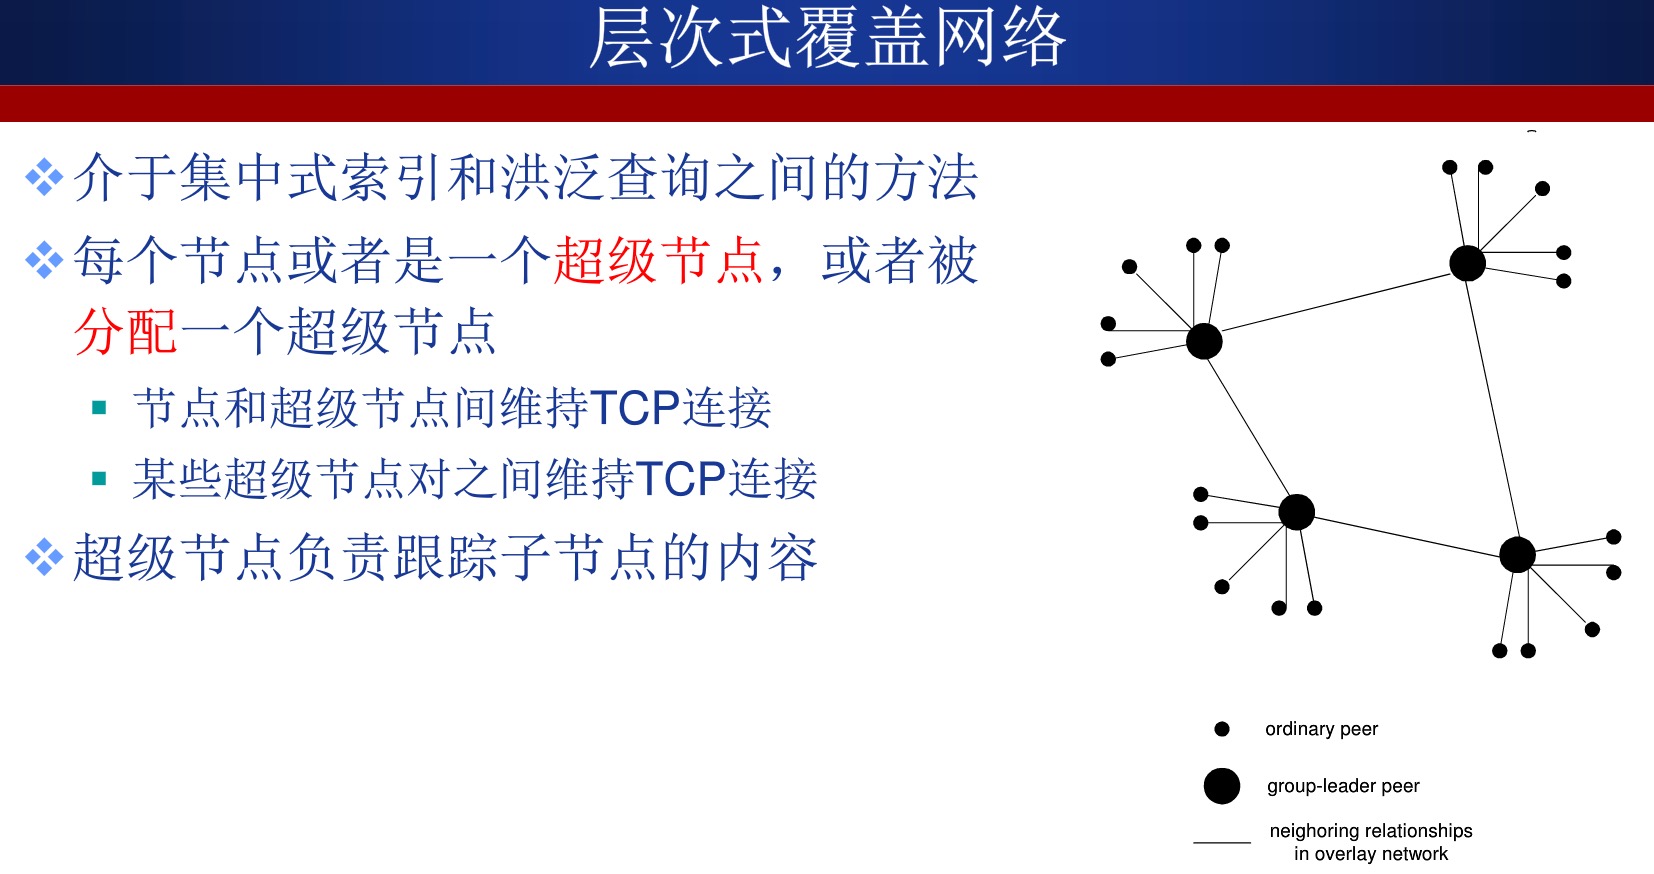 层次式覆盖网络
介于集中式索引和洪泛查询之间的方法
每个节点或者是一个超级节点，或者被
分配一个超级节点
节点和超级节点间维持TCP连接
某些超级节点对之间维持TCP连接
超级节点负责跟踪子节点的内容
ordinary peer
group-leader peer
neighoring relationships
in overlay network